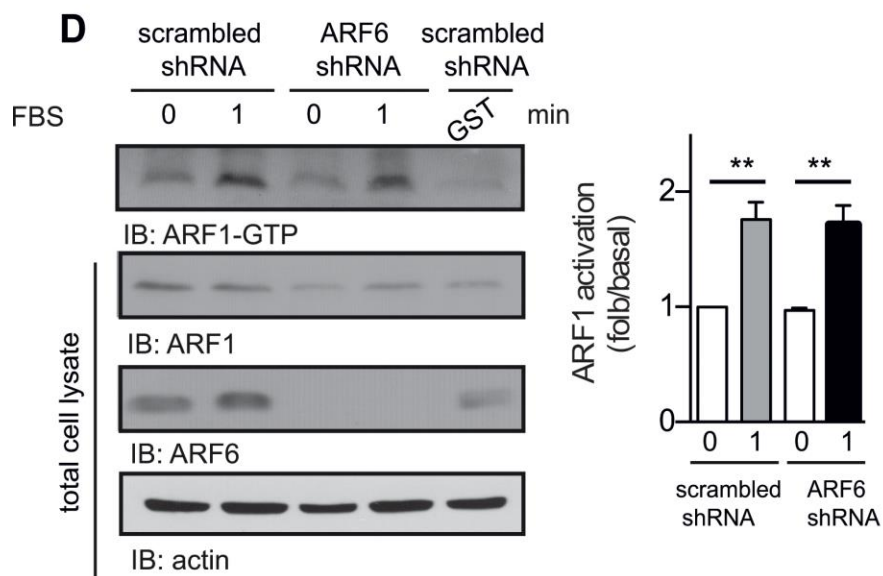 D
scrambled shRNA
ARF6 shRNA
scrambled shRNA
FBS 0 1 0 1 GST min
IB: ARF1-GTP
IB: ARF1
IB: ARF6
IB: actin
total cell lysate
ARF1 activation
(folb/basal)
2
1
0
** **
0 1 0 1
scrambled shRNA
ARF6 shRNA